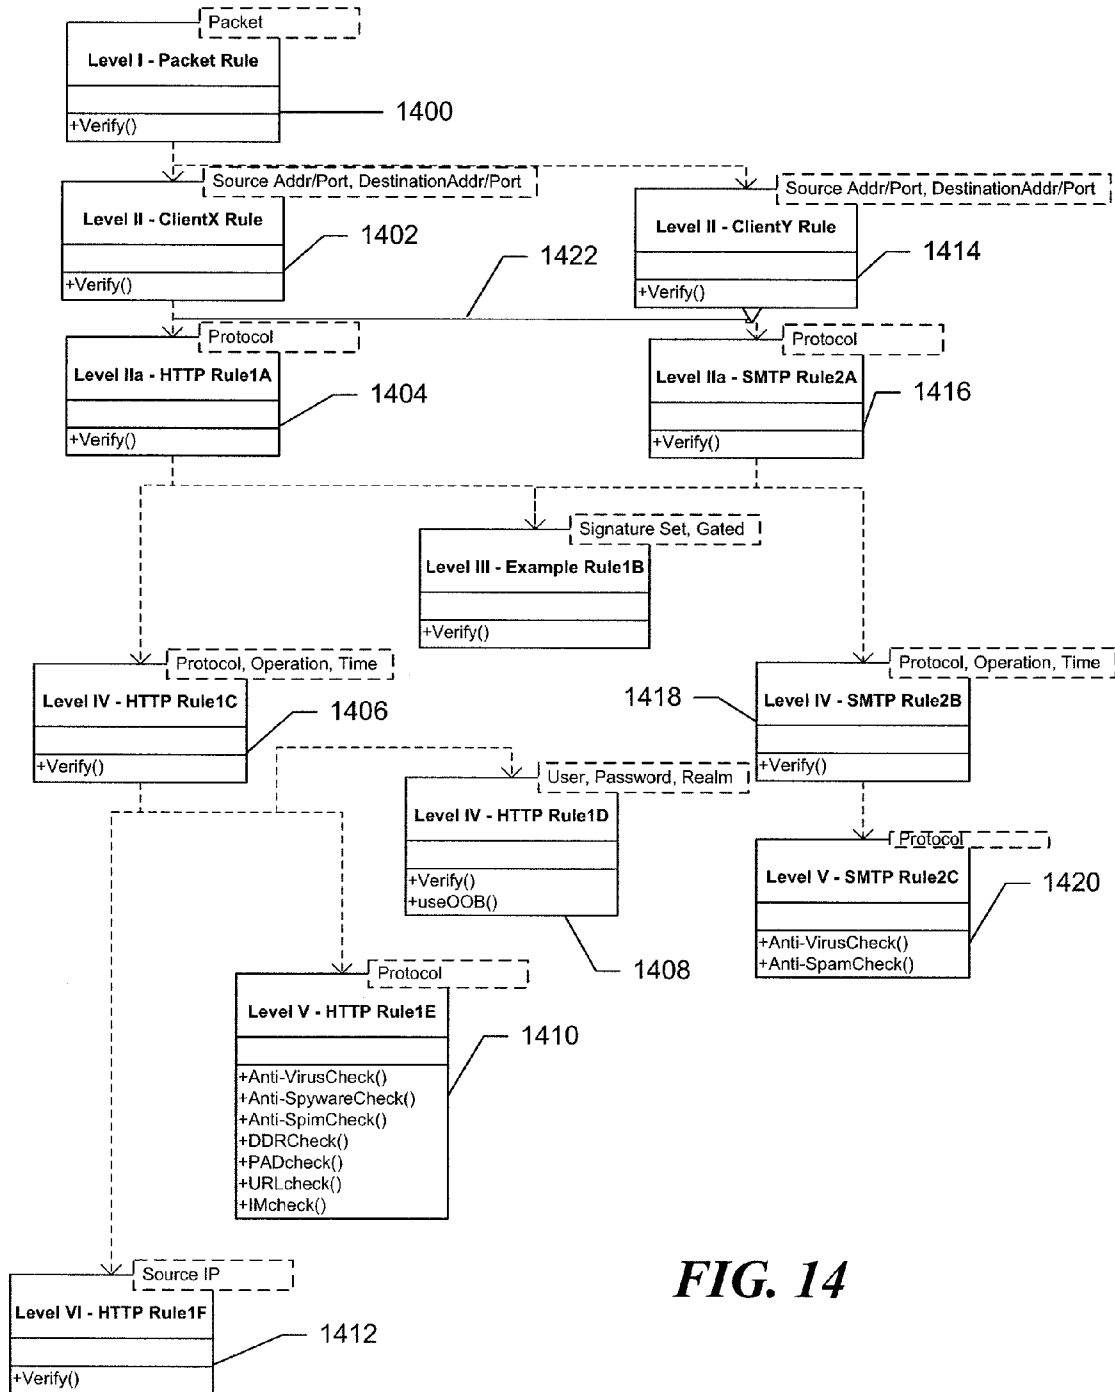 Packet
Level I - Packet Rule
+Verify()
1400
Source Addr/Port, DestinationAddr/Port
Level II - ClientX Rule
+Verify()
1402
Source Addr/Port, DestinationAddr/Port
Level II - ClientY Rule
+Verify()
1414
1422
Protocol
Level IIa - HTTP Rule1A
+Verify()
1404
Protocol
Level IIa - SMTP Rule2A
+Verify()
1416
Signature Set, Gated
Level III - Example Rule1B
+Verify()
Protocol, Operation, Time
Level IV - HTTP Rule1C
+Verify()
1406
Protocol, Operation, Time
Level IV - SMTP Rule2B
+Verify()
1418
User, Password, Realm
Level IV - HTTP Rule1D
+Verify()
+useOOB()
1408
Protocol
Level V - SMTP Rule2C
+Anti-VirusCheck()
+Anti-SpamCheck()
1420
Protocol
Level V - HTTP Rule1E
+Anti-VirusCheck()
+Anti-SpywareCheck()
+Anti-SpimCheck()
+DDRCheck()
+PADcheck()
+URLcheck()
+IMcheck()
1410
Source IP
Level VI - HTTP Rule1F
+Verify()
1412
FIG. 14